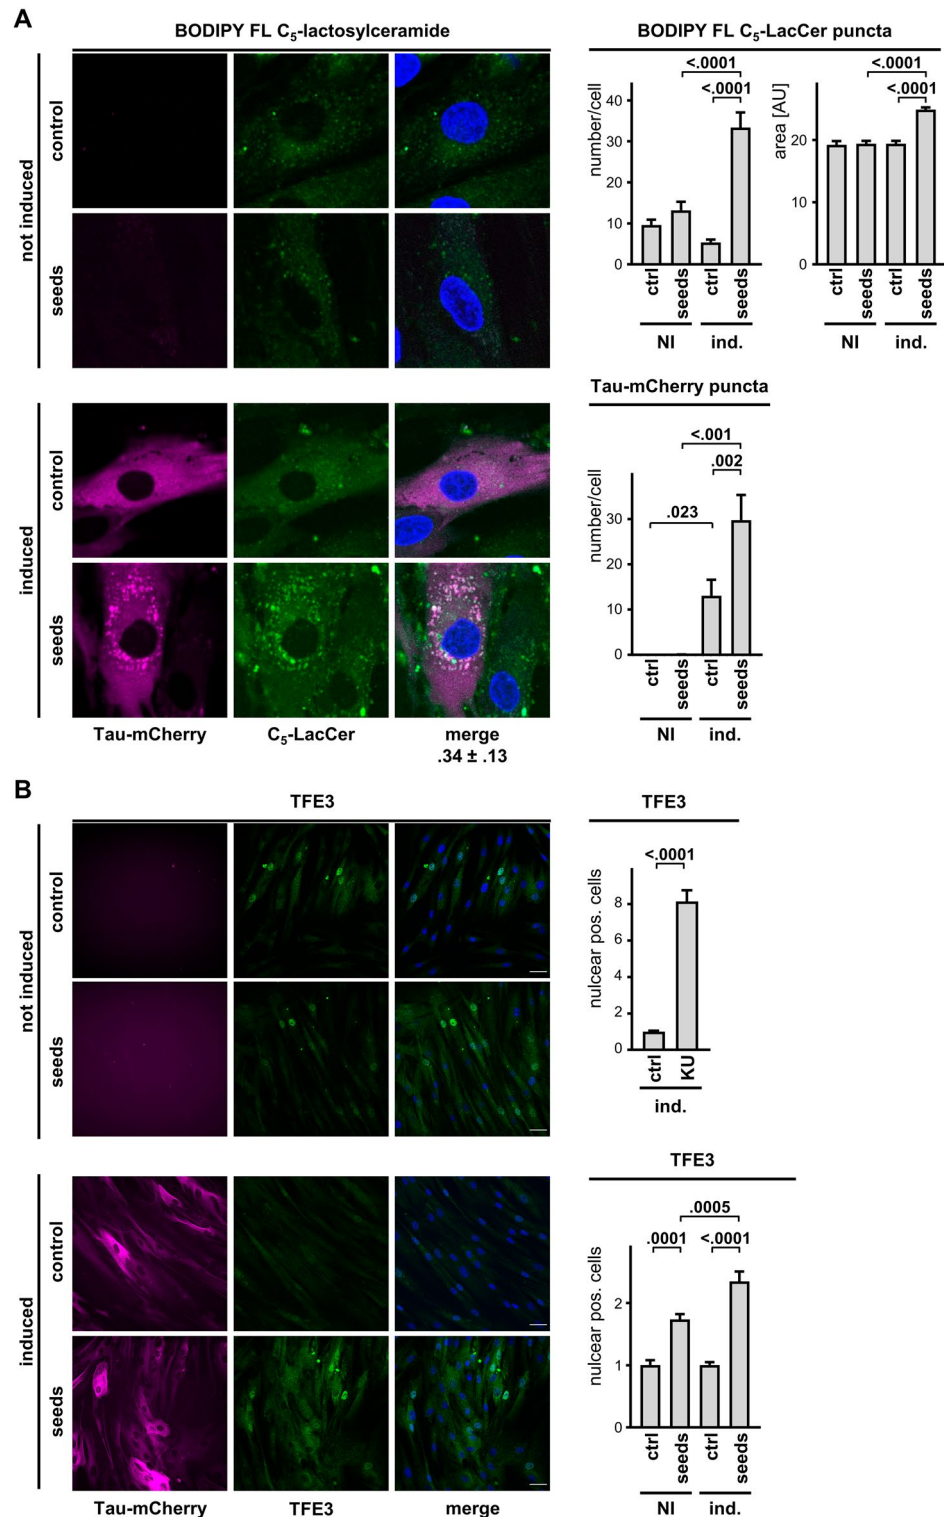 A
BODIPY FL C5-lactosylceramide
not induced
control
seeds
induced
control
seeds
Tau-mCherry
C5-LacCer
merge
.34 ± .13
BODIPY FL C5-LacCer puncta
number/cell
40
30
20
10
0
<.0001
<.0001
ctrl
seeds
ctrl
seeds
NI
ind.
area [AU]
20
10
0
<.0001
<.0001
ctrl
seeds
ctrl
seeds
NI
ind.
Tau-mCherry puncta
number/cell
30
20
10
0
<.001
.002
.023
ctrl
seeds
ctrl
seeds
NI
ind.
B
TFE3
not induced
control
seeds
induced
control
seeds
Tau-mCherry
TFE3
merge
TFE3
nulcear pos. cells
8
6
4
2
0
<.0001
ctrl
KU
ind.
TFE3
nulcear pos. cells
2
1
0
.0005
.0001
<.0001
ctrl
seeds
ctrl
seeds
NI
ind.